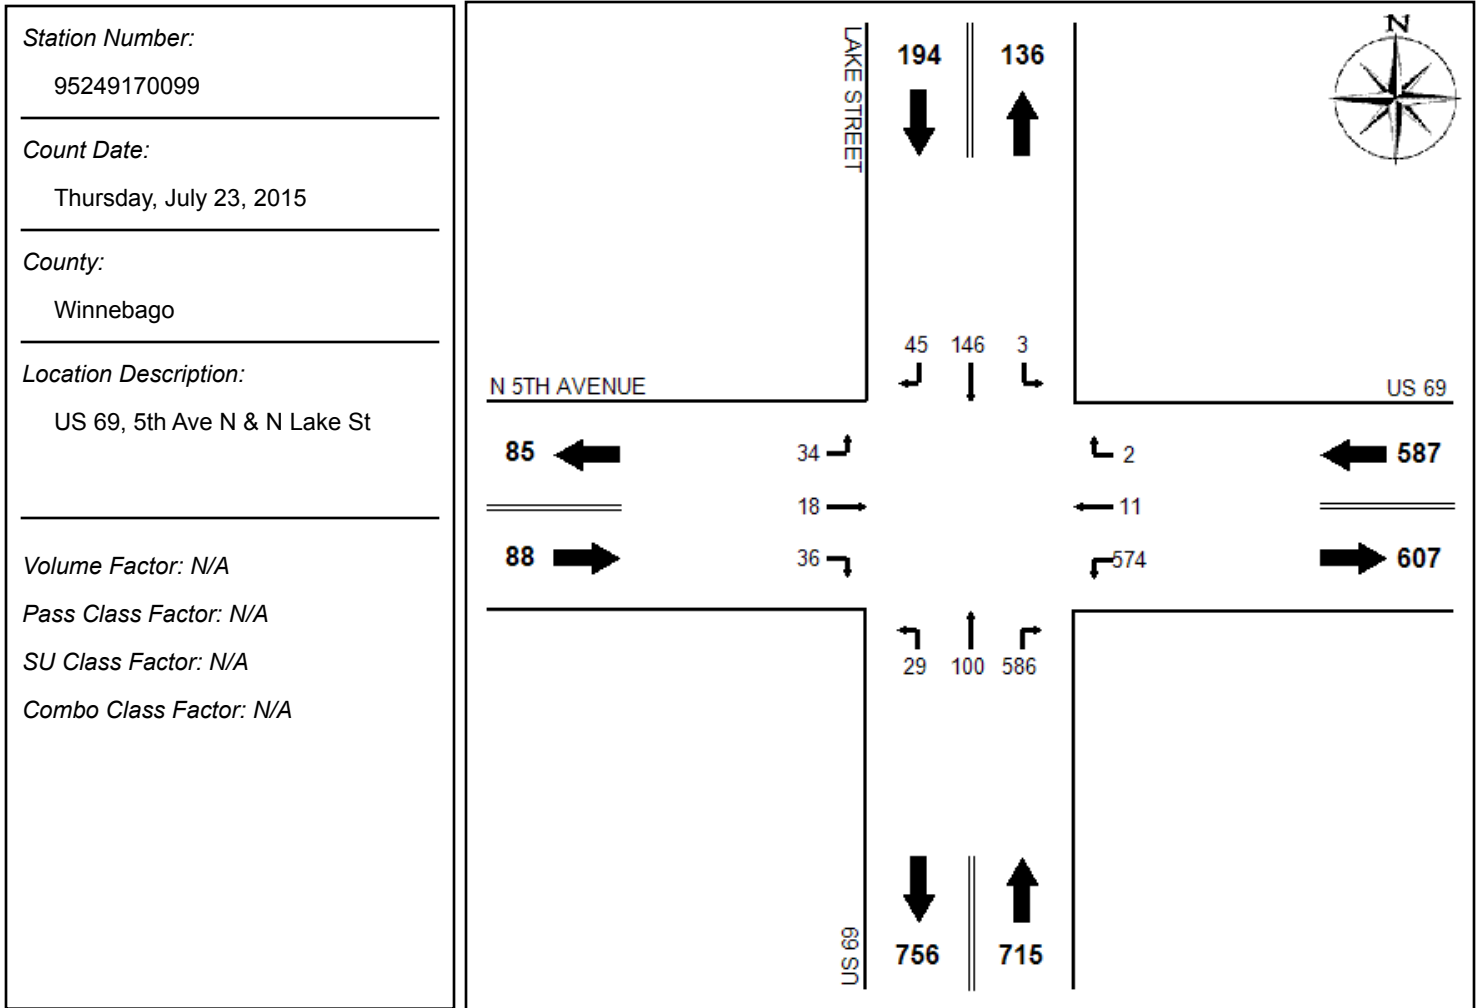 Station Number:
95249170099
Count Date:
Thursday, July 23, 2015
County:
Winnebago
Location Description:
US 69, 5th Ave N & N Lake St
Volume Factor: N/A
Pass Class Factor: N/A
SU Class Factor: N/A
Combo Class Factor: N/A
LAKE STREET
194 136
N
45 146 3
N 5TH AVENUE
US 69
85 34 2 587
18 11
88 36 574 607
29 100 586
US 69
756 715